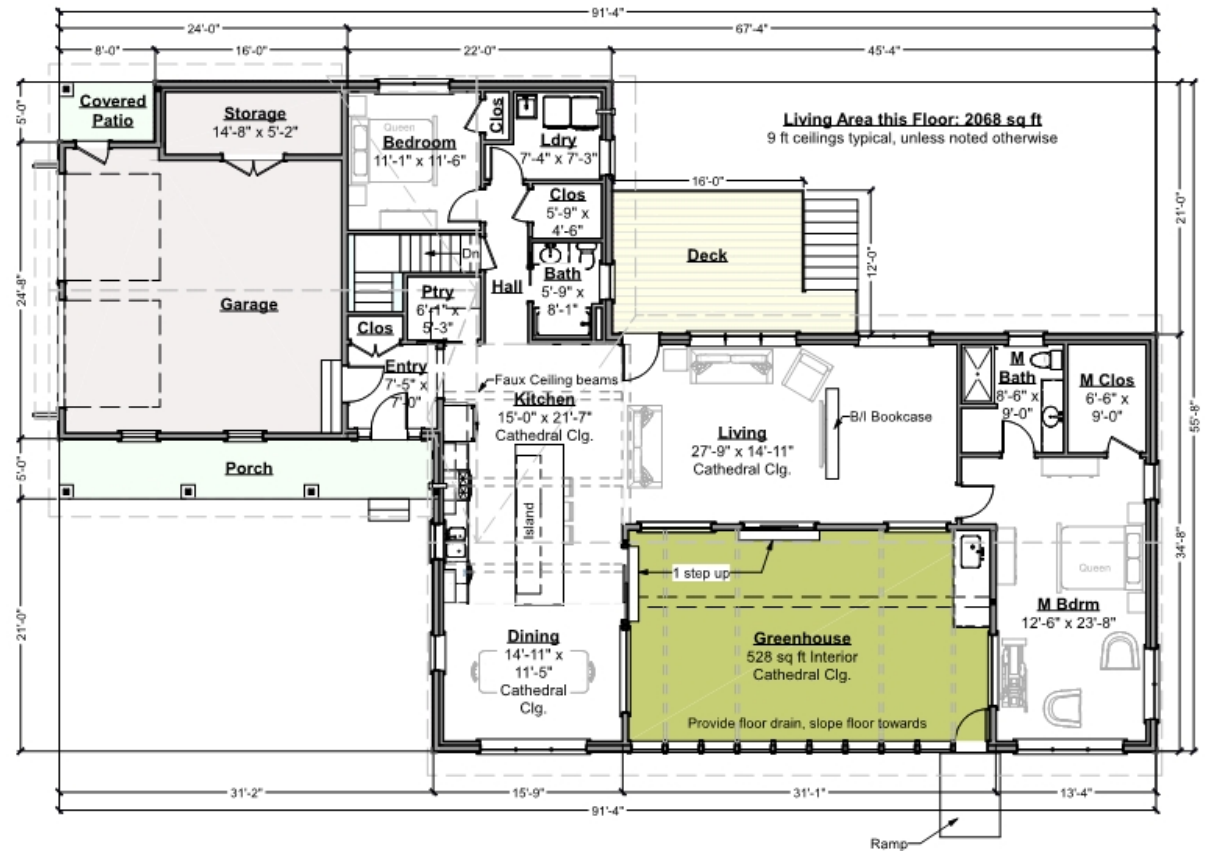 91'-4"
24'-0"
67'-4"
8'-0"
16'-0"
22'-0"
45'-4"
5'-0"
Covered
Patio
Storage
14'-8" x 5'-2"
Queen
Bedroom
11'-1" x 11'-6"
Clos
Ldry
7'-4" x 7'-3"
Living Area this Floor: 2068 sq ft
9 ft ceilings typical, unless noted otherwise
Clos
5'-9" x
4'-6"
16'-0"
21'-0"
Deck
12'-0"
Dn
Hall
Bath
5'-9" x
8'-1"
Ptry
6'-1" x
5'-3"
24'-8"
Garage
Clos
Entry
7'-5" x
7'-0"
Faux Ceiling beams
Kitchen
15'-0" x 21'-7"
Cathedral Clg.
Living
27'-9" x 14'-11"
Cathedral Clg.
B/I Bookcase
M
Bath
8'-6" x
9'-0"
M Clos
6'-6" x
9'-0"
55'-8"
5'-0"
Porch
Island
1 step up
Queen
34'-8"
21'-0"
Dining
14'-11" x
11'-5"
Cathedral
Clg.
Greenhouse
528 sq ft Interior
Cathedral Clg.
Provide floor drain, slope floor towards
M Bdrm
12'-6" x 23'-8"
31'-2"
15'-9"
31'-1"
13'-4"
91'-4"
Ramp